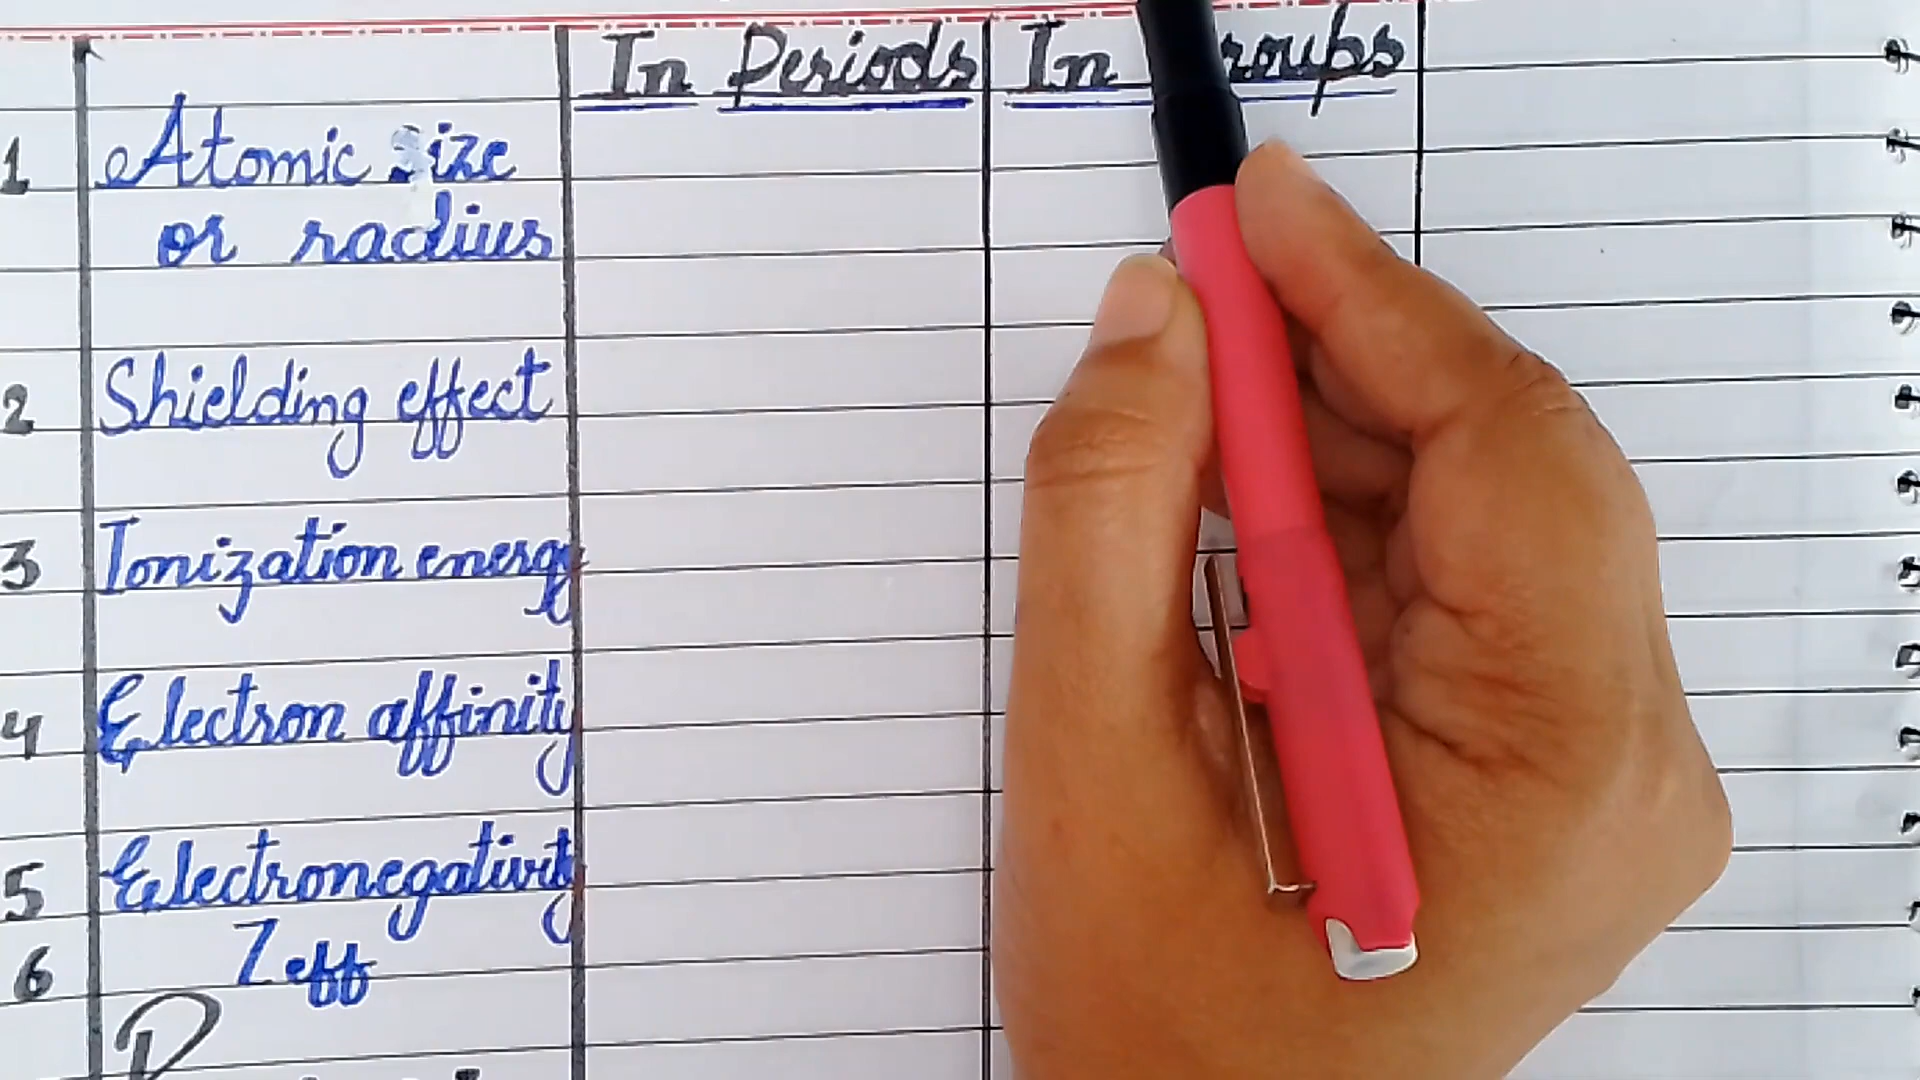 In Periods In roups
1 Atomic size
or radius
2 Shielding effect
3 Ionization energy
4 Electron affinity
5 Electronegativity
6 Zeff